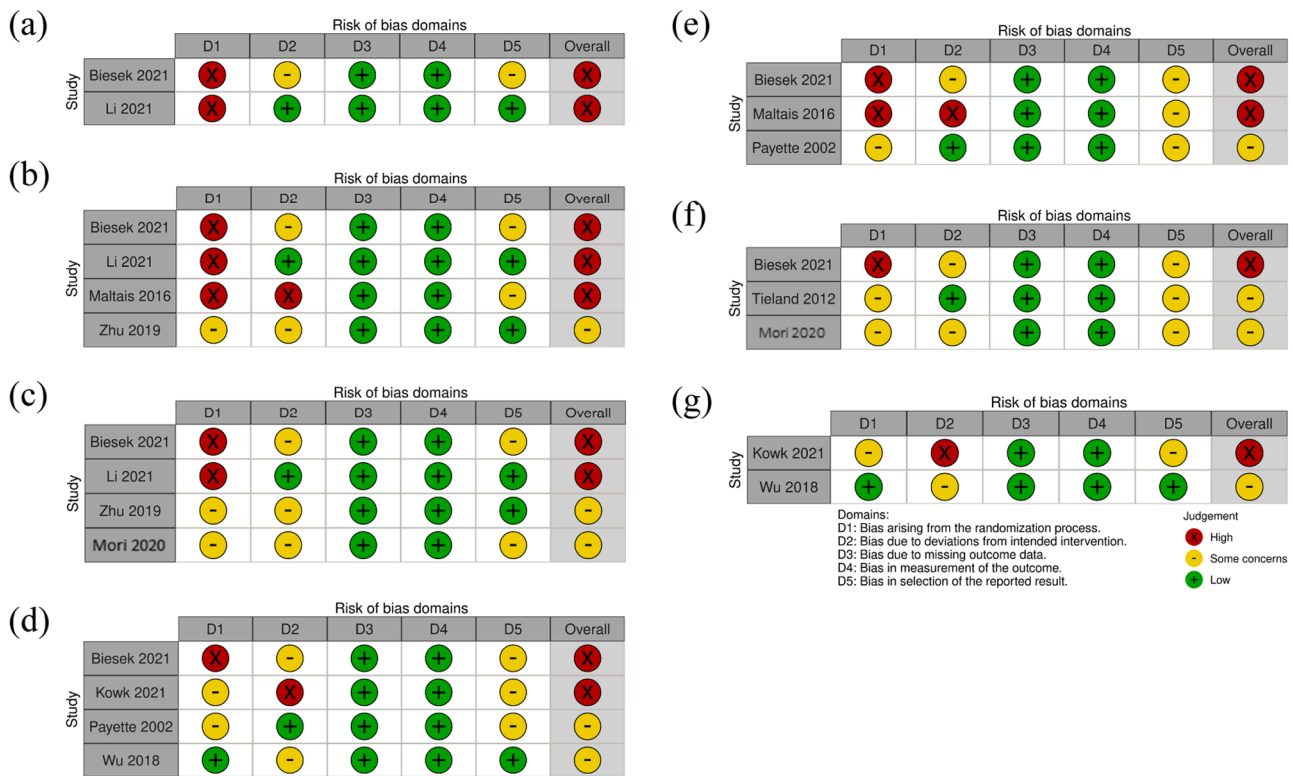 (a)
Risk of bias domains
D1 D2 D3 D4 D5 Overall
Study
Biesek 2021 X - + + - X
Li 2021 X + + + + X
(b)
Risk of bias domains
D1 D2 D3 D4 D5 Overall
Study
Biesek 2021 X - + + - X
Li 2021 X + + + + X
Maltais 2016 X X + + - X
Zhu 2019 - - + + + -
(c)
Risk of bias domains
D1 D2 D3 D4 D5 Overall
Study
Biesek 2021 X - + + - X
Li 2021 X + + + + X
Zhu 2019 - - + + + -
Mori 2020 - - + + - -
(d)
Risk of bias domains
D1 D2 D3 D4 D5 Overall
Study
Biesek 2021 X - + + - X
Kowk 2021 - X + + - X
Payette 2002 - + + + - -
Wu 2018 + - + + + -
(e)
Risk of bias domains
D1 D2 D3 D4 D5 Overall
Study
Biesek 2021 X - + + - X
Maltais 2016 X X + + - X
Payette 2002 - + + + - -
(f)
Risk of bias domains
D1 D2 D3 D4 D5 Overall
Study
Biesek 2021 X - + + - X
Tieland 2012 - + + + - -
Mori 2020 - - + + - -
(g)
Risk of bias domains
D1 D2 D3 D4 D5 Overall
Study
Kowk 2021 - X + + - X
Wu 2018 + - + + + -
Domains:
D1: Bias arising from the randomization process.
D2: Bias due to deviations from intended intervention.
D3: Bias due to missing outcome data.
D4: Bias in measurement of the outcome.
D5: Bias in selection of the reported result.
Judgement
X High
- Some concerns
+ Low